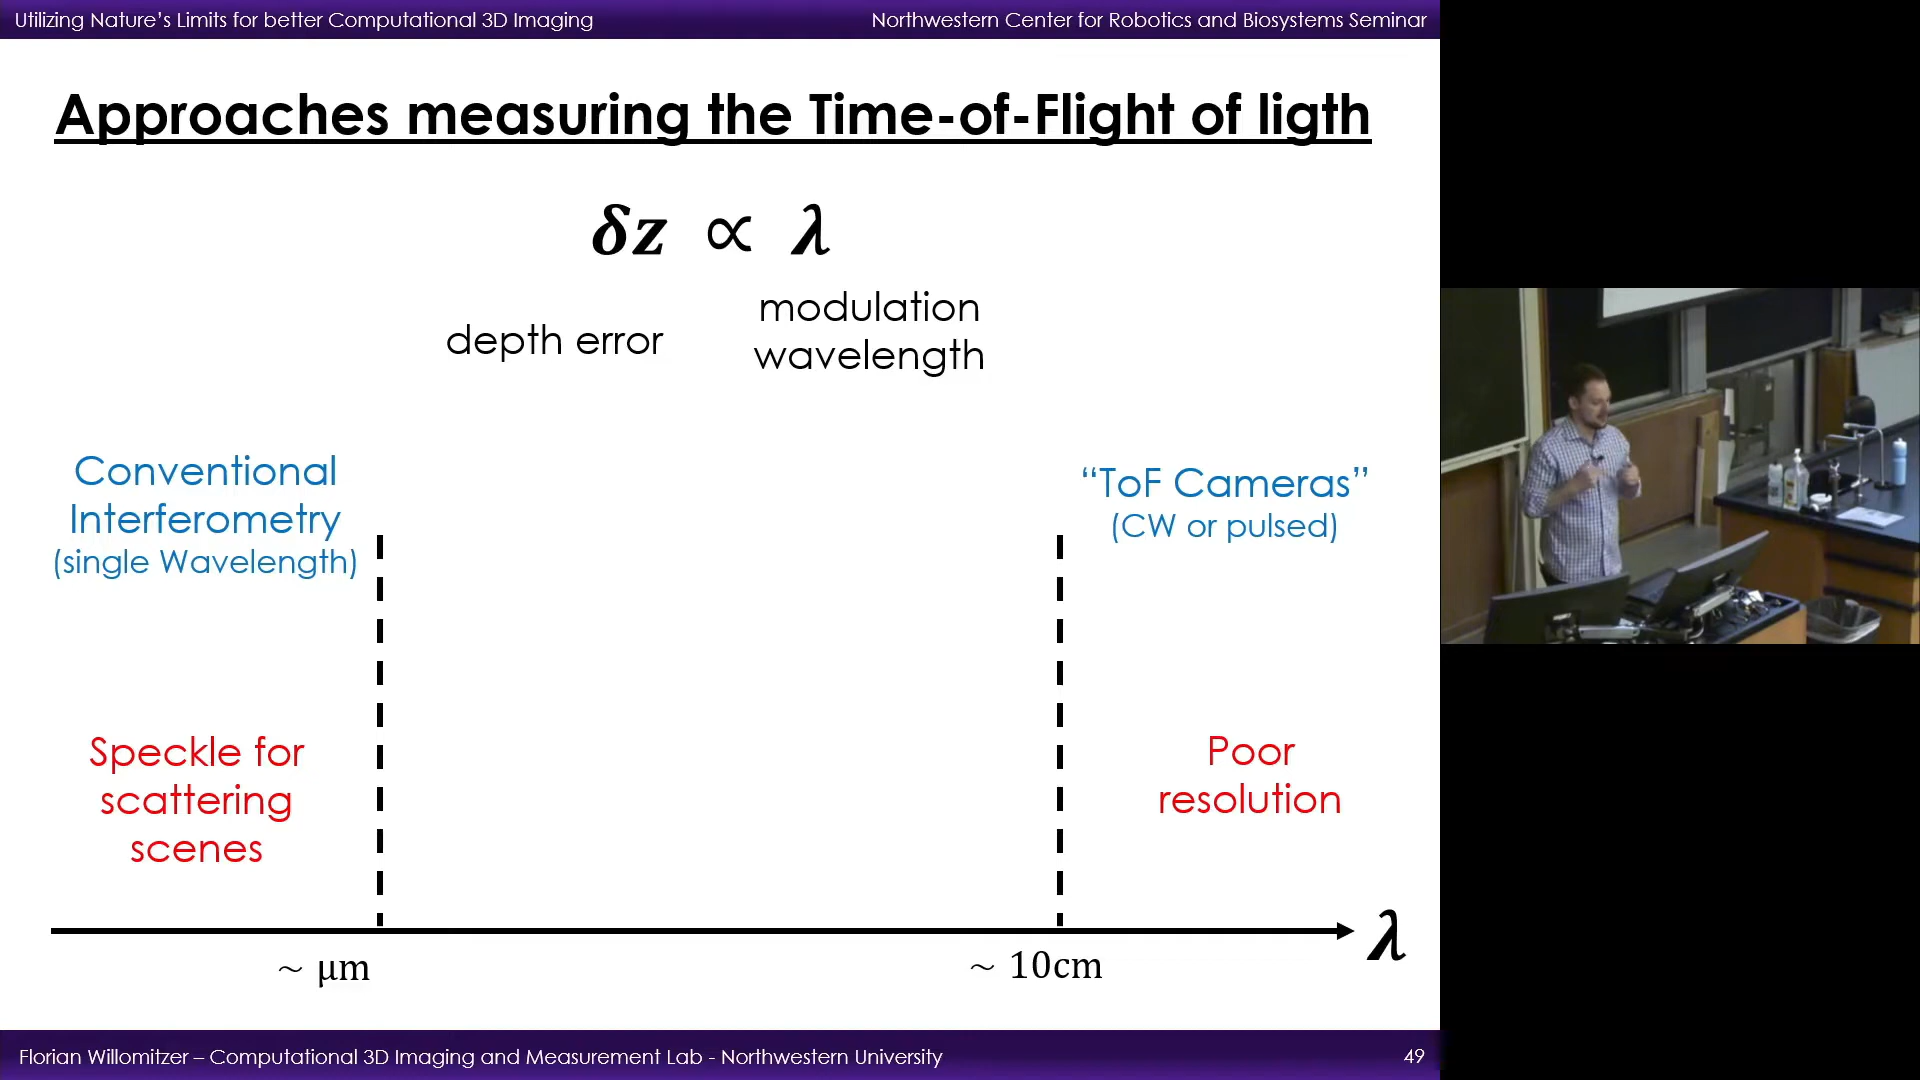 Utilizing Nature’s Limits for better Computational 3D Imaging
Northwestern Center for Robotics and Biosystems Seminar
Approaches measuring the Time-of-Flight of ligth
δz ∝ λ
depth error
modulation
wavelength
Conventional
Interferometry
(single Wavelength)
“ToF Cameras”
(CW or pulsed)
Speckle for
scattering
scenes
Poor
resolution
λ
~ μm
~ 10cm
Florian Willomitzer – Computational 3D Imaging and Measurement Lab - Northwestern University
49